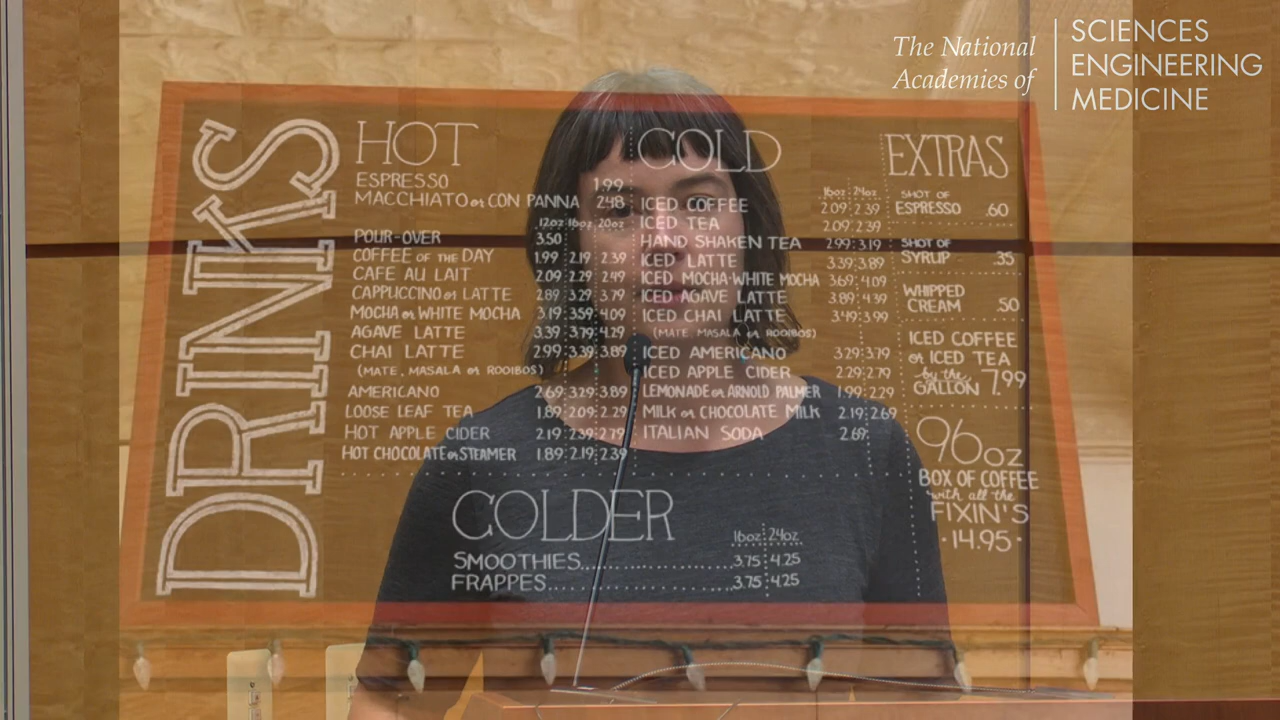 The National
Academies of
SCIENCES
ENGINEERING
MEDICINE
DRINKS
HOT
ESPRESSO 1.99
MACCHIATO or CON PANNA 2.48
12oz 16oz 20oz
POUR-OVER 3.50
COFFEE OF THE DAY 1.99 2.19 2.39
CAFE AU LAIT 2.09 2.29 2.49
CAPPUCCINO or LATTE 2.89 3.29 3.79
MOCHA or WHITE MOCHA 3.19 3.59 4.09
AGAVE LATTE 3.39 3.79 4.29
CHAI LATTE 2.99 3.39 3.89
(MATE, MASALA or ROOIBOS)
AMERICANO 2.69 3.29 3.89
LOOSE LEAF TEA 1.89 2.09 2.29
HOT APPLE CIDER 2.19 2.39 2.79
HOT CHOCOLATE or STEAMER 1.89 2.19 2.39
COLD
16oz 24oz
ICED COFFEE 2.09 2.39
ICED TEA 2.09 2.39
HAND SHAKEN TEA 2.99 3.19
ICED LATTE 3.39 3.89
ICED MOCHA-WHITE MOCHA 3.69 4.09
ICED AGAVE LATTE 3.89 4.39
ICED CHAI LATTE 3.49 3.99
(MATE, MASALA or ROOIBOS)
ICED AMERICANO 3.29 3.79
ICED APPLE CIDER 2.29 2.79
LEMONADE or ARNOLD PALMER 1.99 2.29
MILK or CHOCOLATE MILK 2.19 2.69
ITALIAN SODA 2.69
EXTRAS
SHOT OF
ESPRESSO .60
SHOT OF
SYRUP .35
WHIPPED
CREAM .50
ICED COFFEE
or ICED TEA
by the
GALLON 7.99
96oz
BOX OF COFFEE
with all the
FIXIN'S
·14.95·
COLDER
16oz 24oz
SMOOTHIES 3.75 4.25
FRAPPES 3.75 4.25